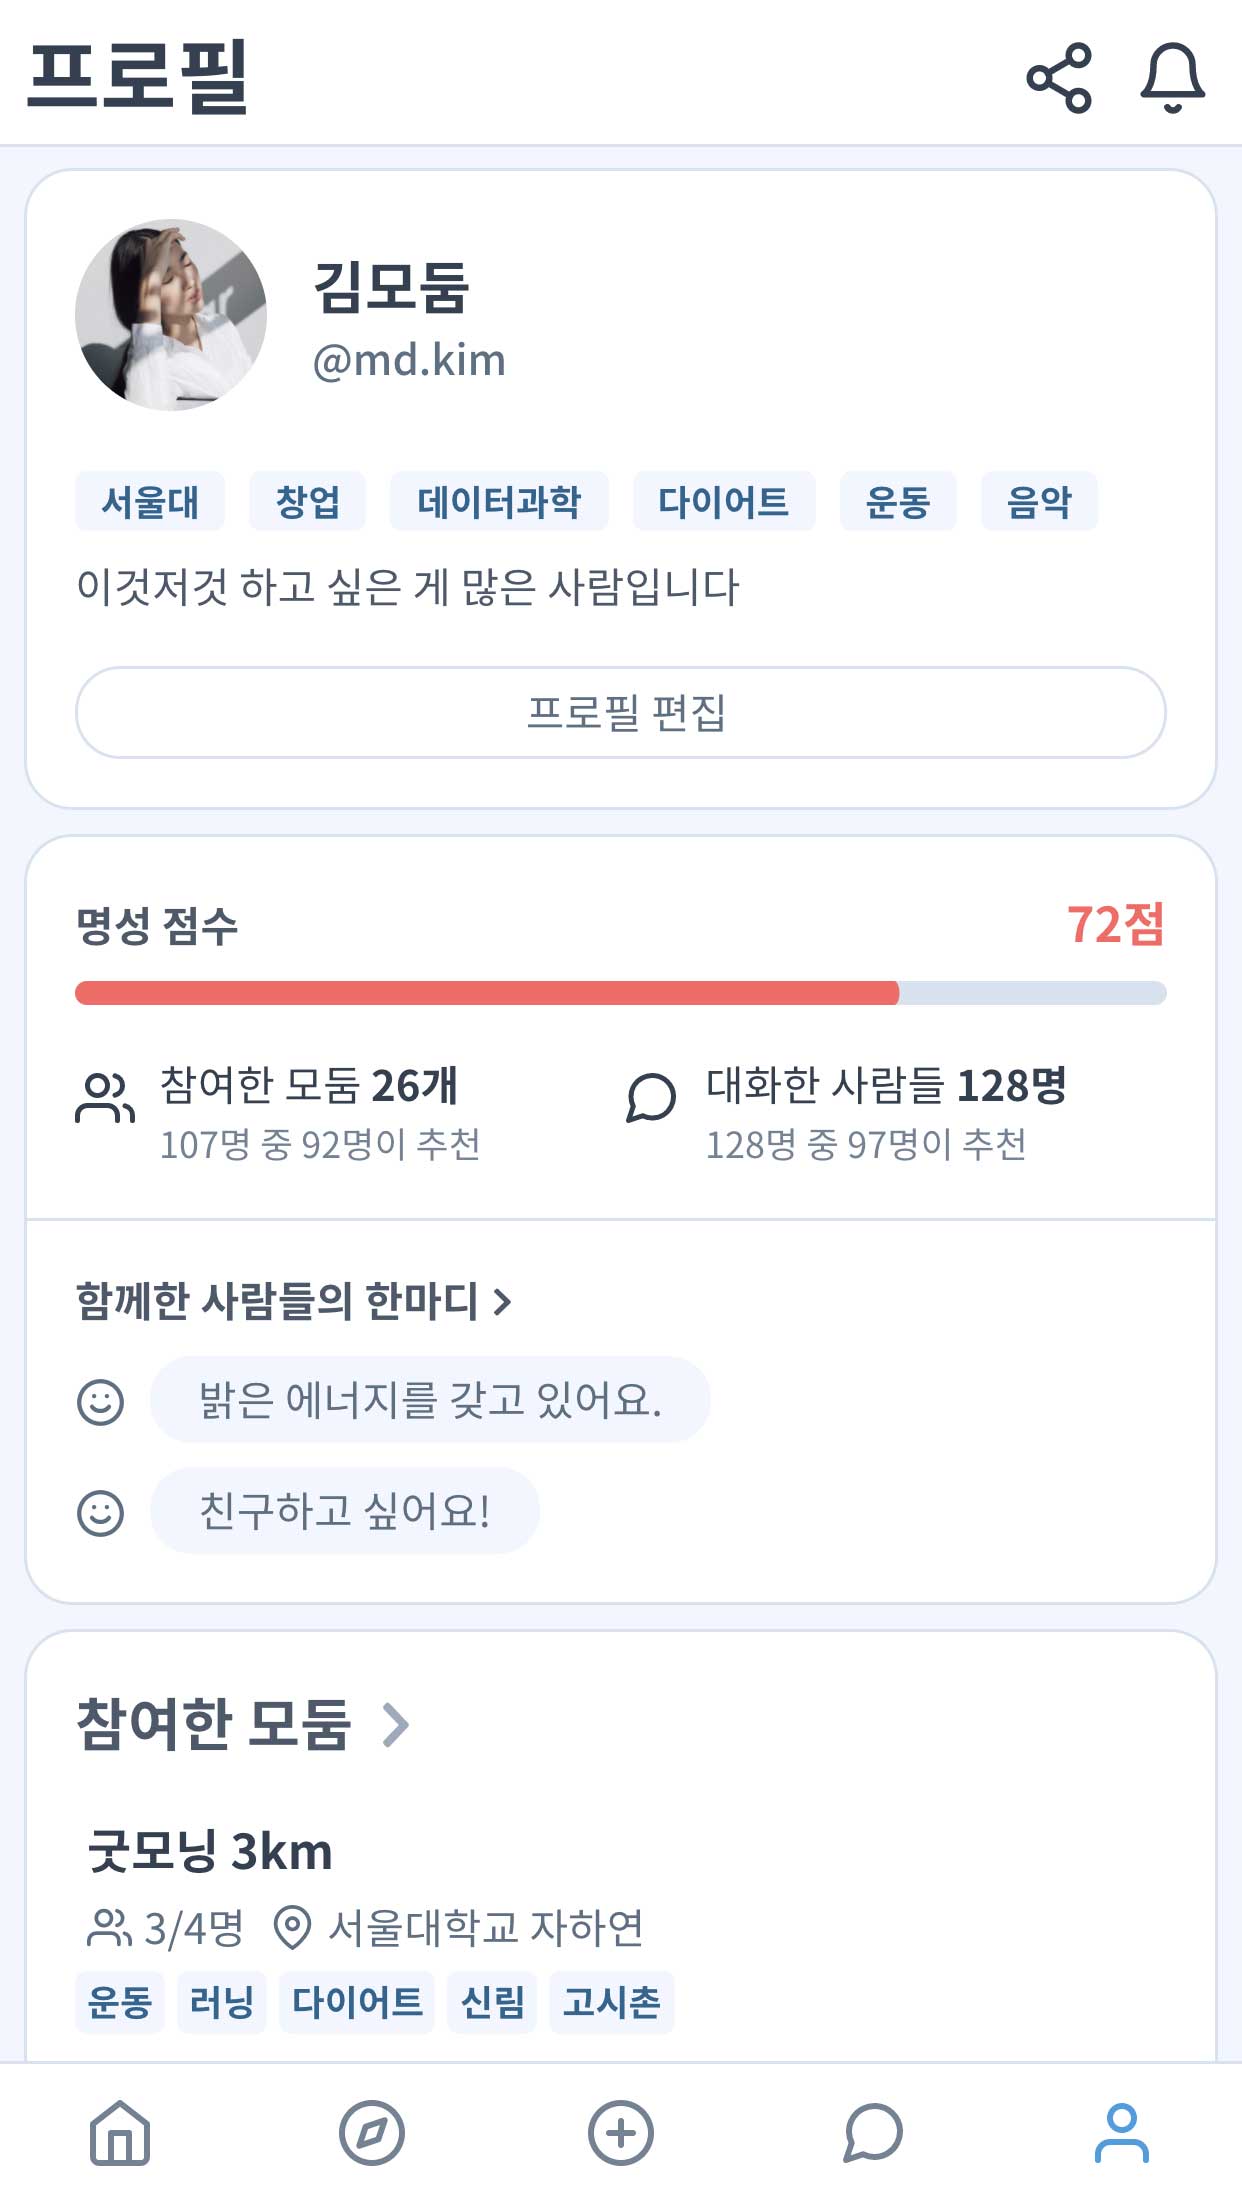 프로필
김모둠
@md.kim
서울대 창업 데이터과학 다이어트 운동 음악
이것저것 하고 싶은 게 많은 사람입니다
프로필 편집
명성 점수 72점
참여한 모둠 26개 대화한 사람들 128명
107명 중 92명이 추천 128명 중 97명이 추천
함께한 사람들의 한마디
밝은 에너지를 갖고 있어요.
친구하고 싶어요!
참여한 모둠
굿모닝 3km
3/4명 서울대학교 자하연
운동 러닝 다이어트 신림 고시촌